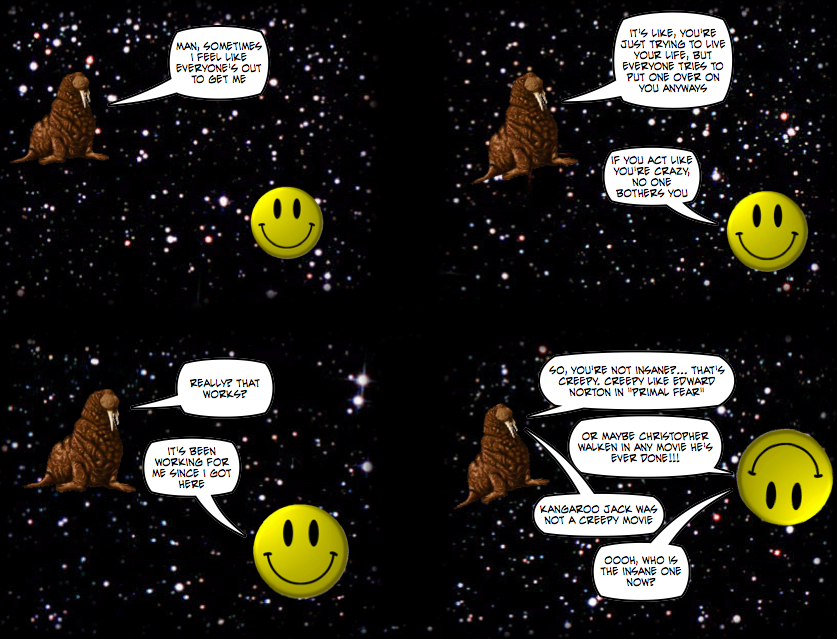 MAN, SOMETIMES
I FEEL LIKE
EVERYONE'S OUT
TO GET ME
IT'S LIKE, YOU'RE
JUST TRYING TO LIVE
YOUR LIFE, BUT
EVERYONE TRIES TO
PUT ONE OVER ON
YOU ANYWAYS
IF YOU ACT LIKE
YOU'RE CRAZY,
NO ONE
BOTHERS YOU
REALLY? THAT
WORKS?
IT'S BEEN
WORKING FOR
ME SINCE I GOT
HERE
SO, YOU'RE NOT INSANE?... THAT'S
CREEPY. CREEPY LIKE EDWARD
NORTON IN "PRIMAL FEAR"
OR MAYBE CHRISTOPHER
WALKEN IN ANY MOVIE HE'S
EVER DONE!!!
KANGAROO JACK WAS
NOT A CREEPY MOVIE
OOOH, WHO IS
THE INSANE ONE
NOW?